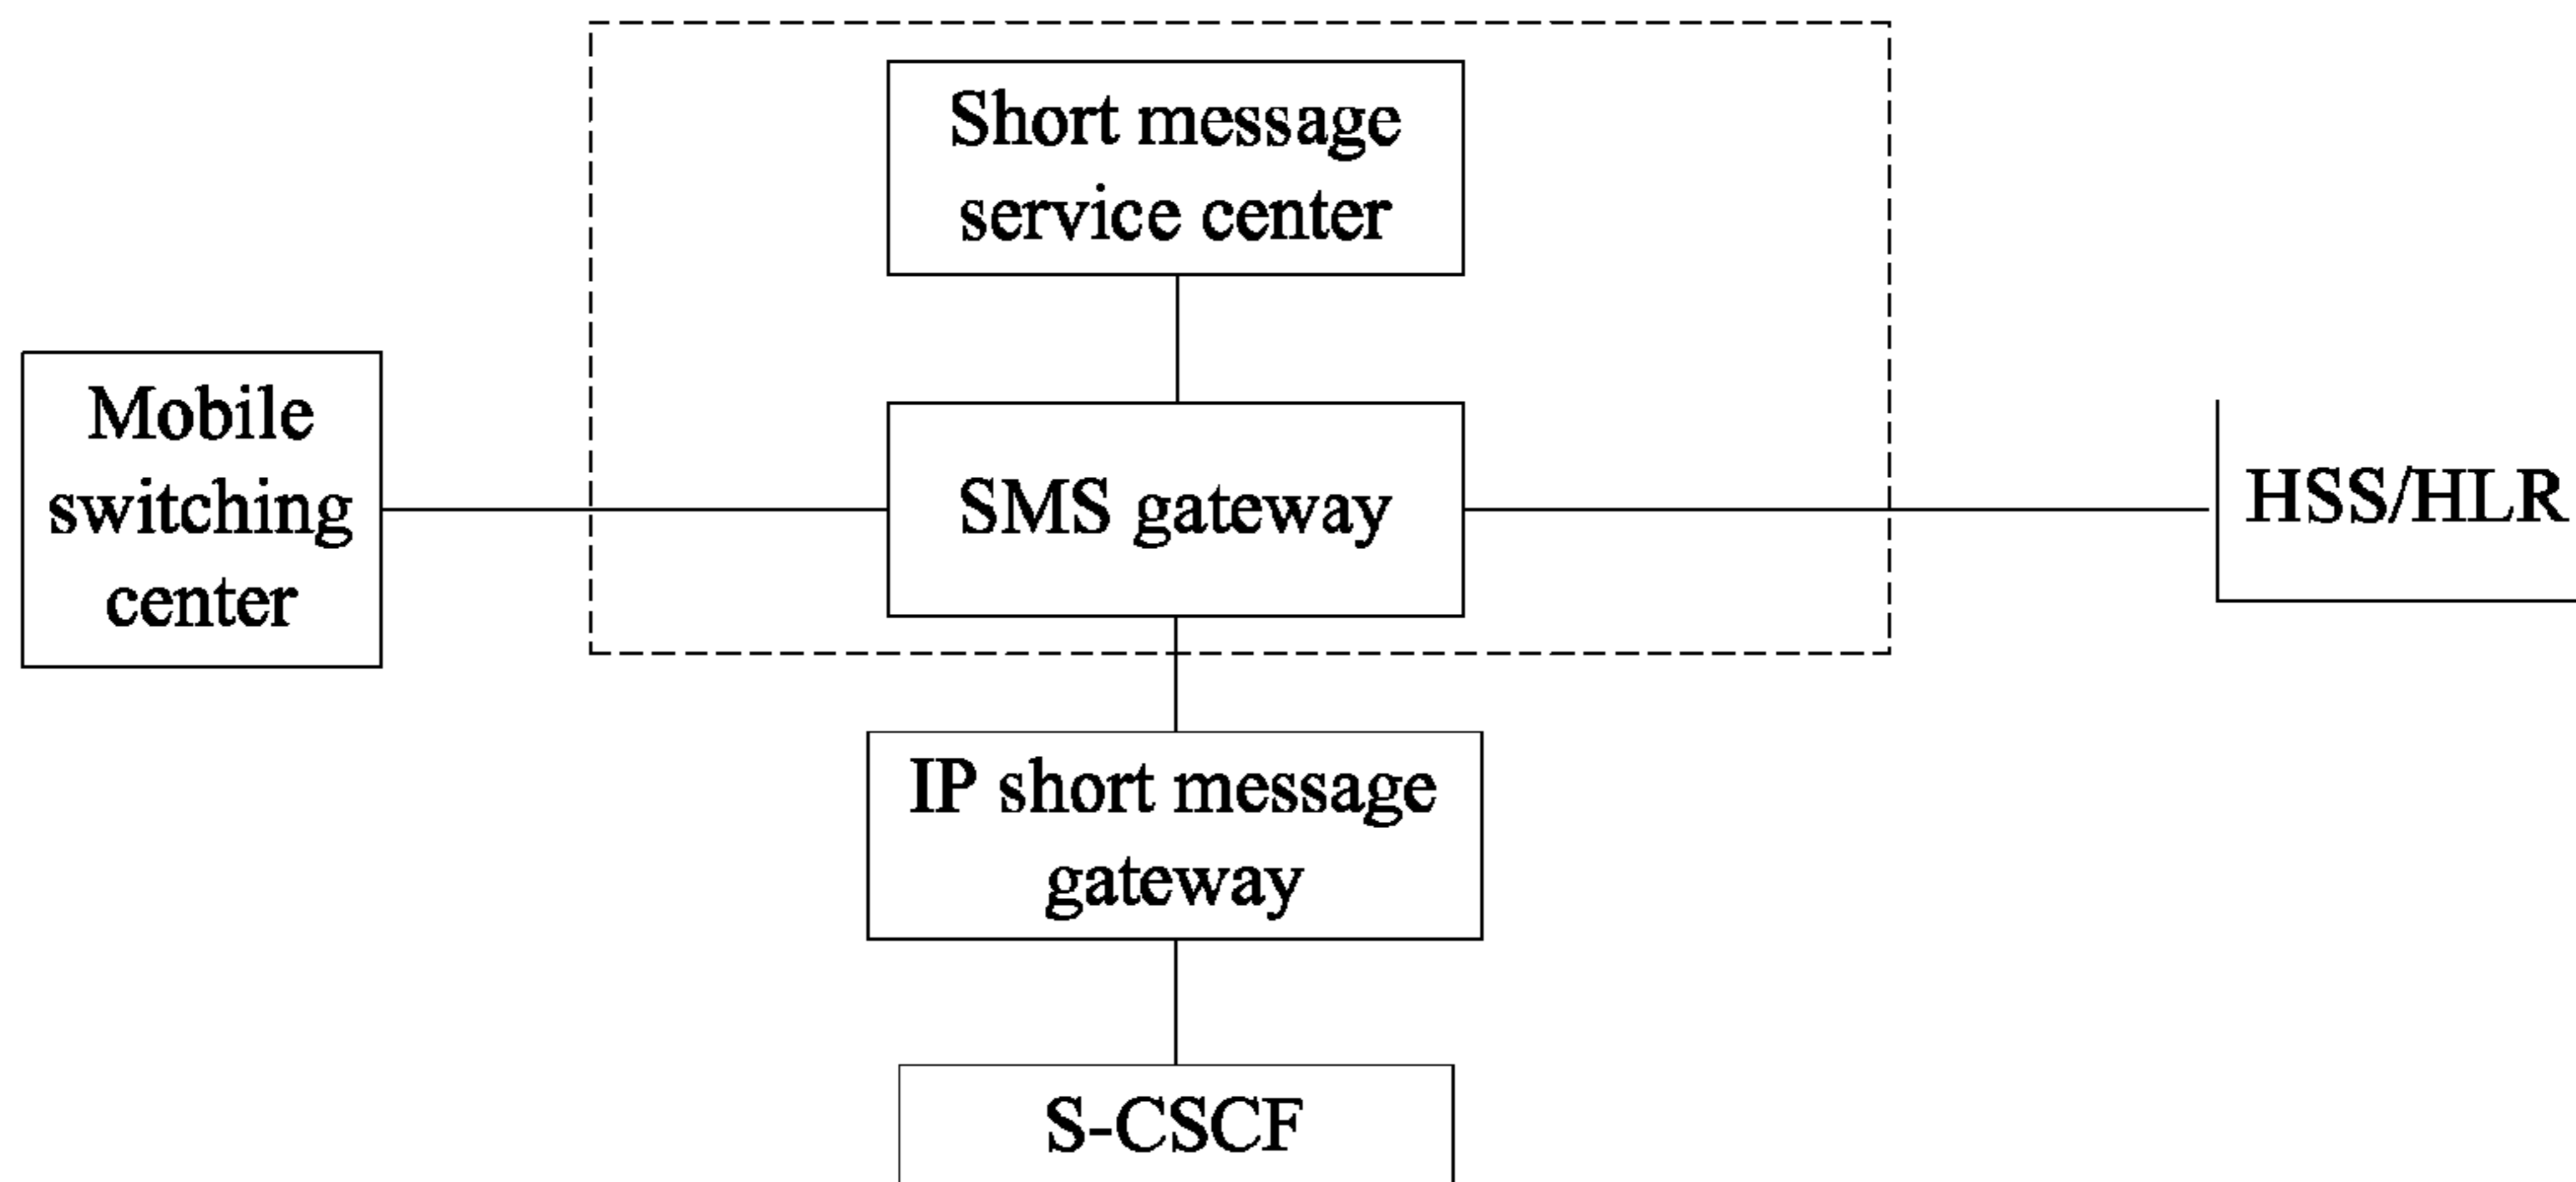 Short message
service center
Mobile
switching
center
SMS gateway
HSS/HLR
IP short message
gateway
S-CSCF